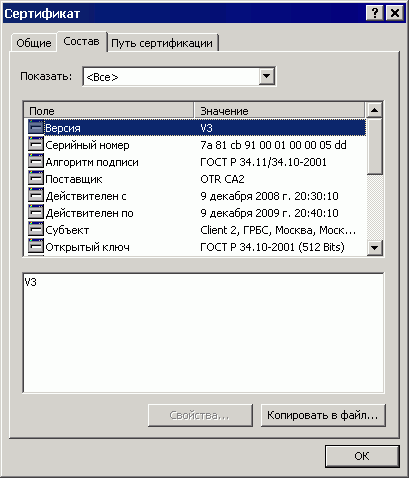 Сертификат
Общие Состав Путь сертификации
Показать: <Все>
Поле Значение
Версия V3
Серийный номер 7a 81 cb 91 00 01 00 00 05 dd
Алгоритм подписи ГОСТ Р 34.11/34.10-2001
Поставщик OTR CA2
Действителен с 9 декабря 2008 г. 20:30:10
Действителен по 9 декабря 2009 г. 20:40:10
Субъект Client 2, ГРБС, Москва, Моск...
Открытый ключ ГОСТ Р 34.10-2001 (512 Bits)
V3
Свойства... Копировать в файл...
ОК